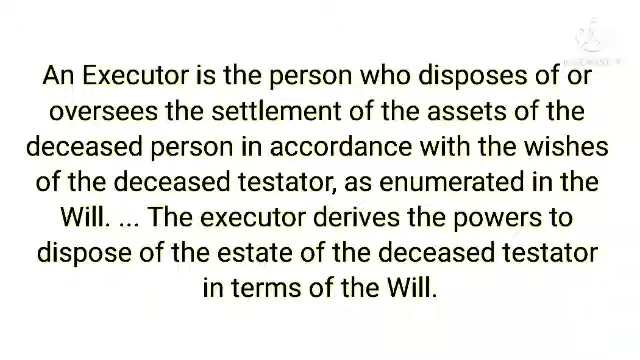 An Executor is the person who disposes of or
oversees the settlement of the assets of the
deceased person in accordance with the wishes
of the deceased testator, as enumerated in the
Will. ... The executor derives the powers to
dispose of the estate of the deceased testator
in terms of the Will.